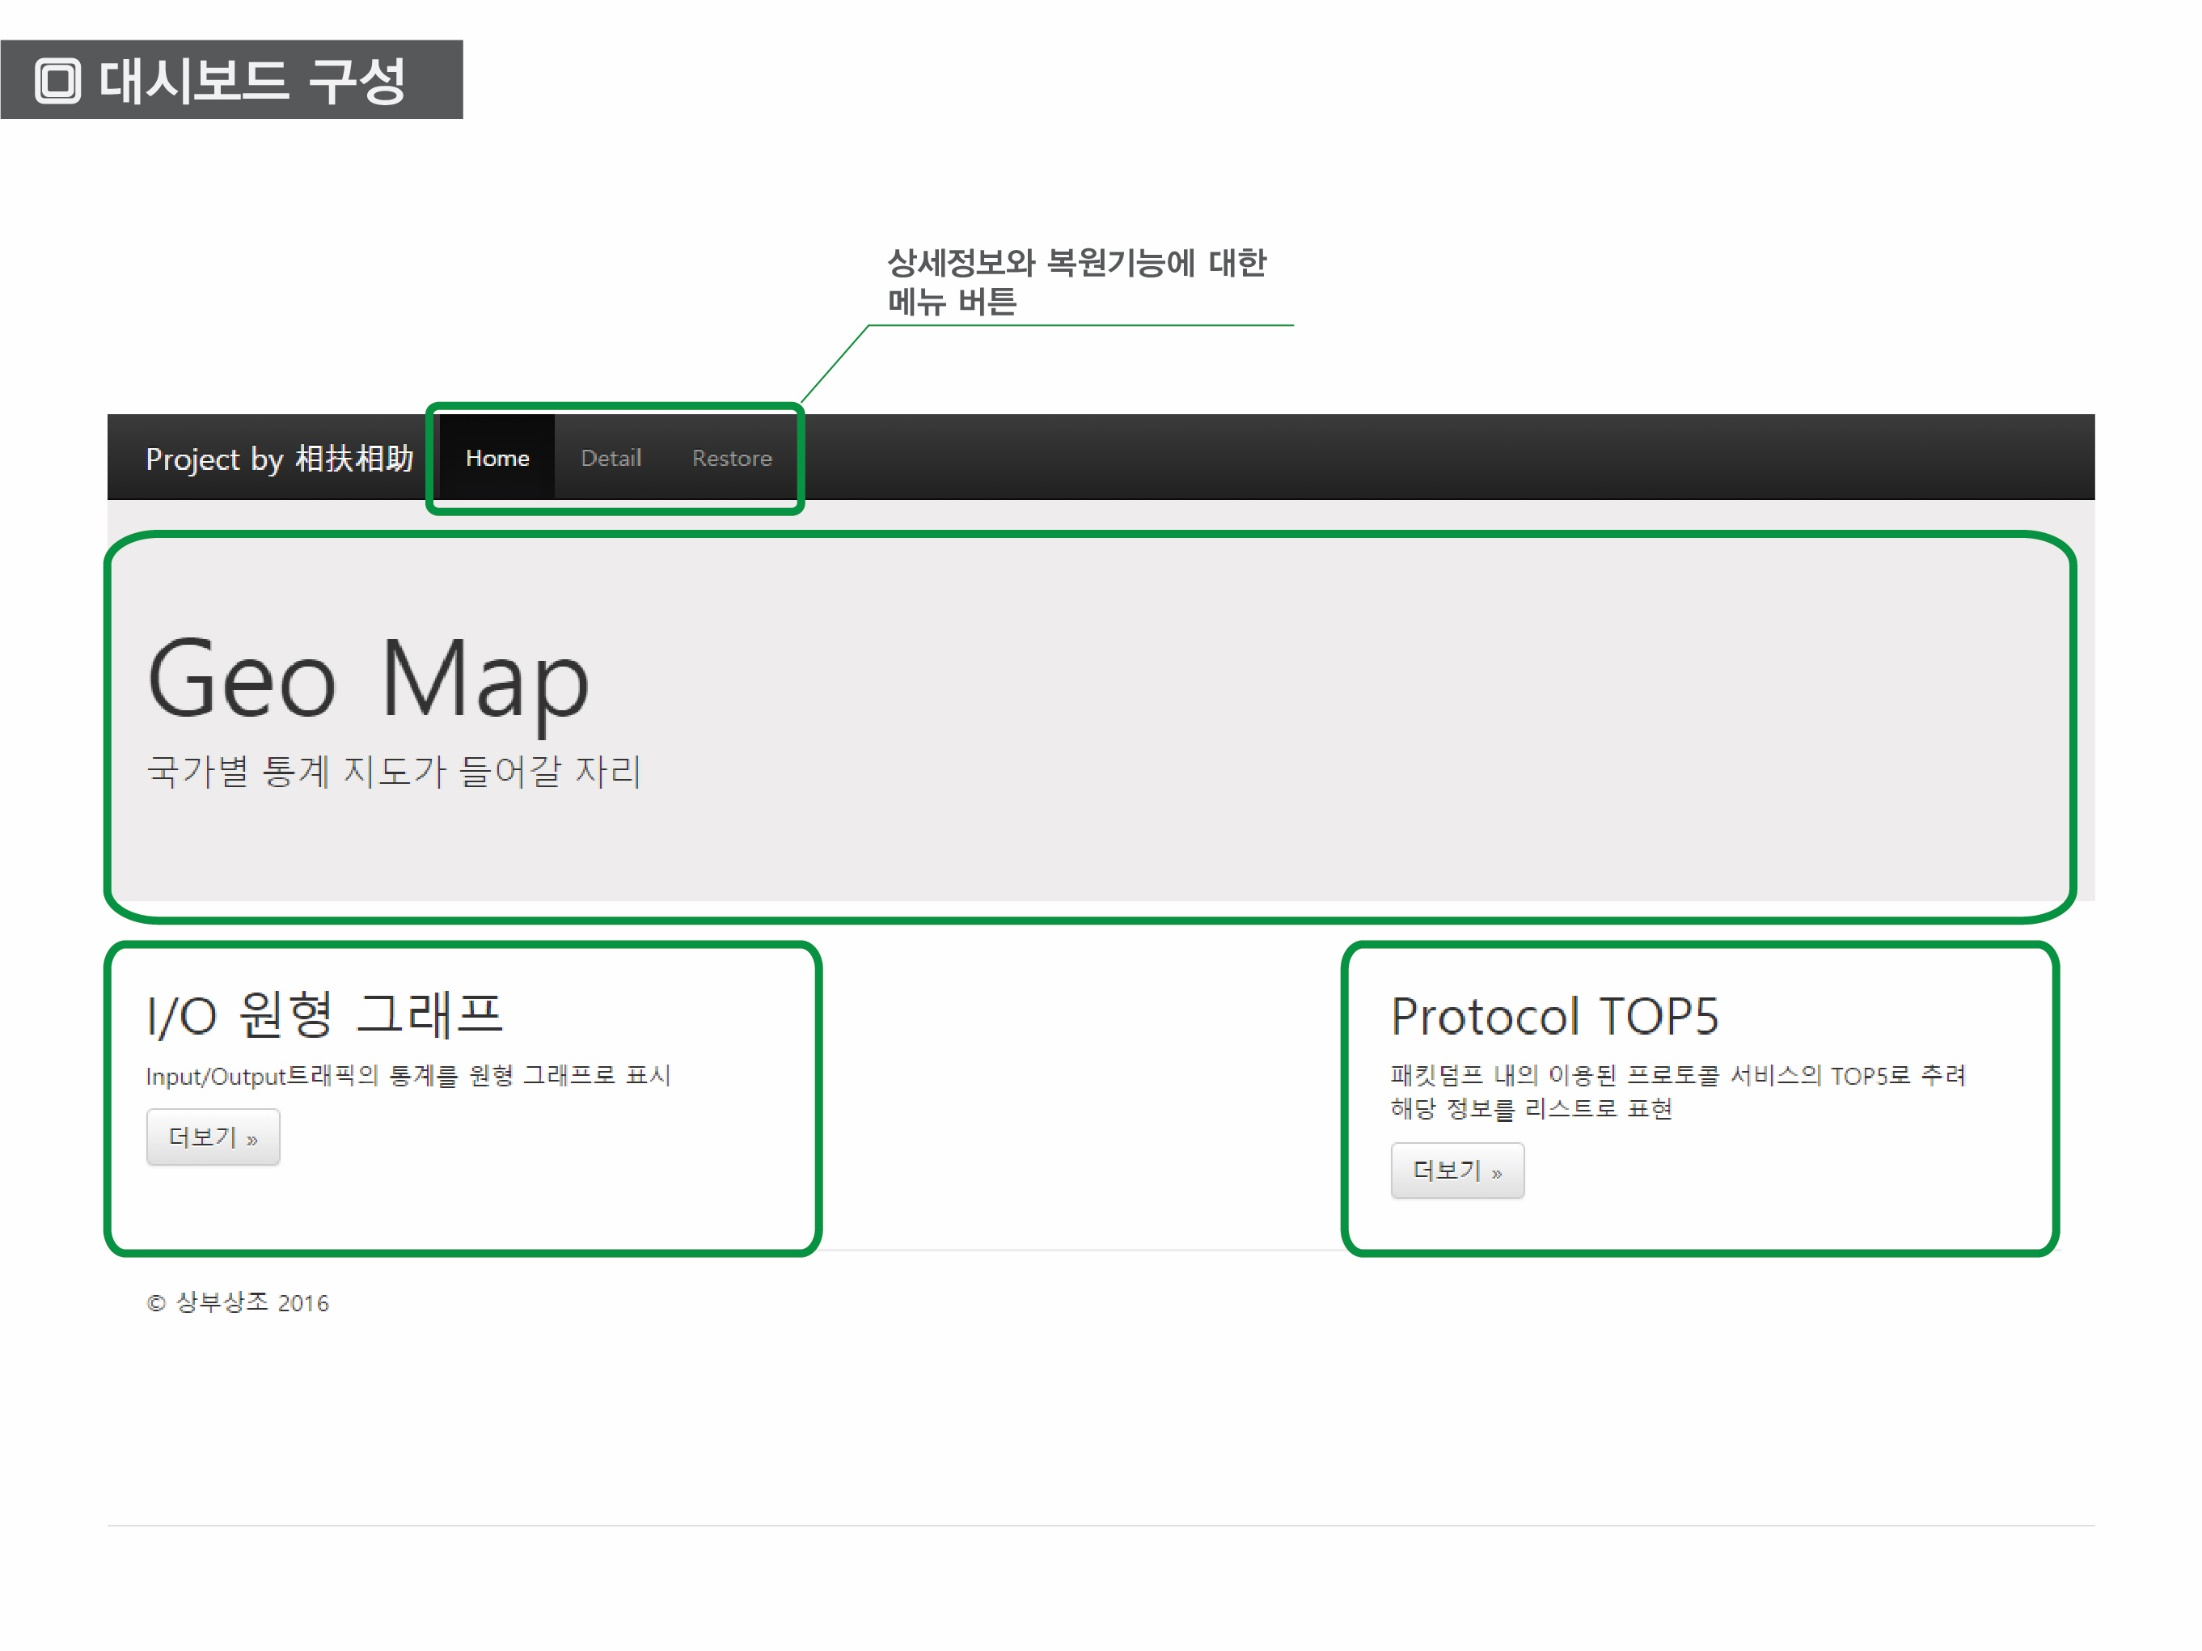 대시보드 구성
상세정보와 복원기능에 대한
메뉴 버튼
Project by 相扶相助 Home Detail Restore
Geo Map
국가별 통계 지도가 들어갈 자리
I/O 원형 그래프
Input/Output트래픽의 통계를 원형 그래프로 표시
더보기 »
Protocol TOP5
패킷덤프 내의 이용된 프로토콜 서비스의 TOP5로 추려
해당 정보를 리스트로 표현
더보기 »
© 상부상조 2016